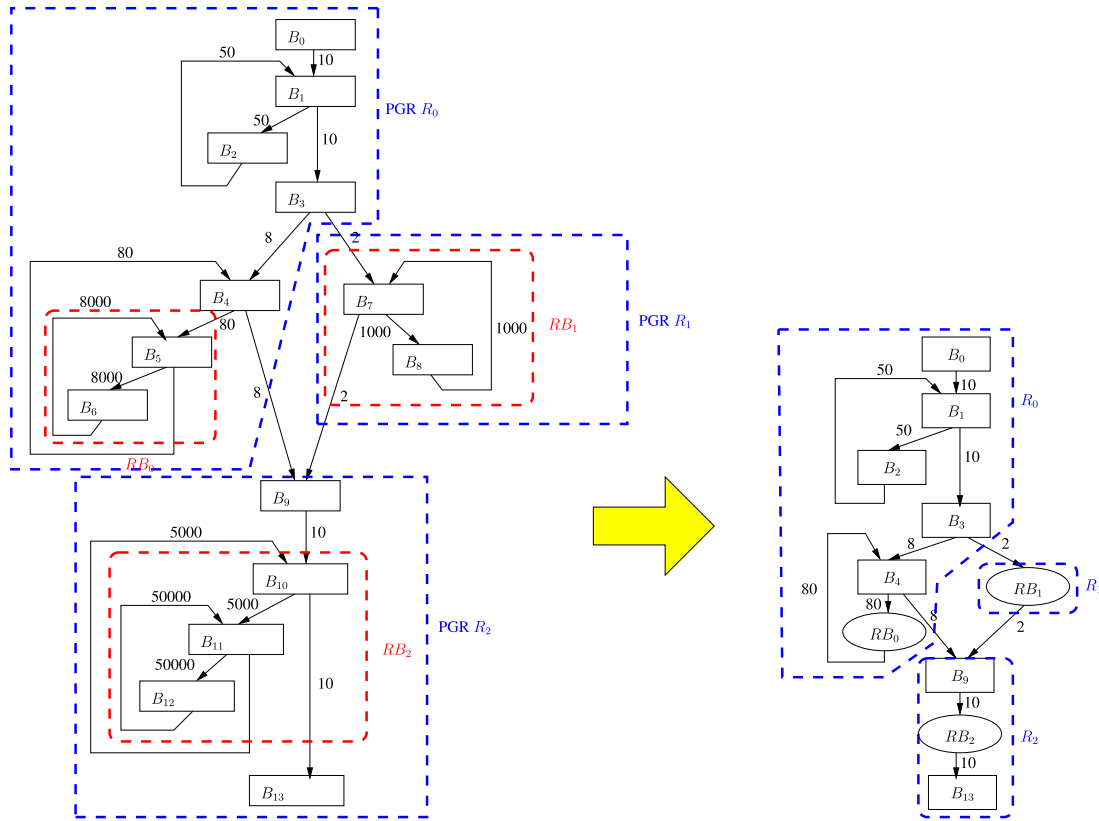 B₀
50
10
B₁
PGR R₀
50
10
B₂
B₃
8
2
80
B₄
B₇
8000
80
1000
1000
RB₁
PGR R₁
B₅
B₈
8000
B₆
8
2
RB₀
B₉
5000
10
B₁₀
50000
5000
B₁₁
PGR R₂
RB₂
50000
B₁₂
10
B₁₃
B₀
50
10
B₁
R₀
50
10
B₂
B₃
8
2
B₄
80
80
RB₁
8
RB₀
2
B₉
10
RB₂
R₂
10
B₁₃